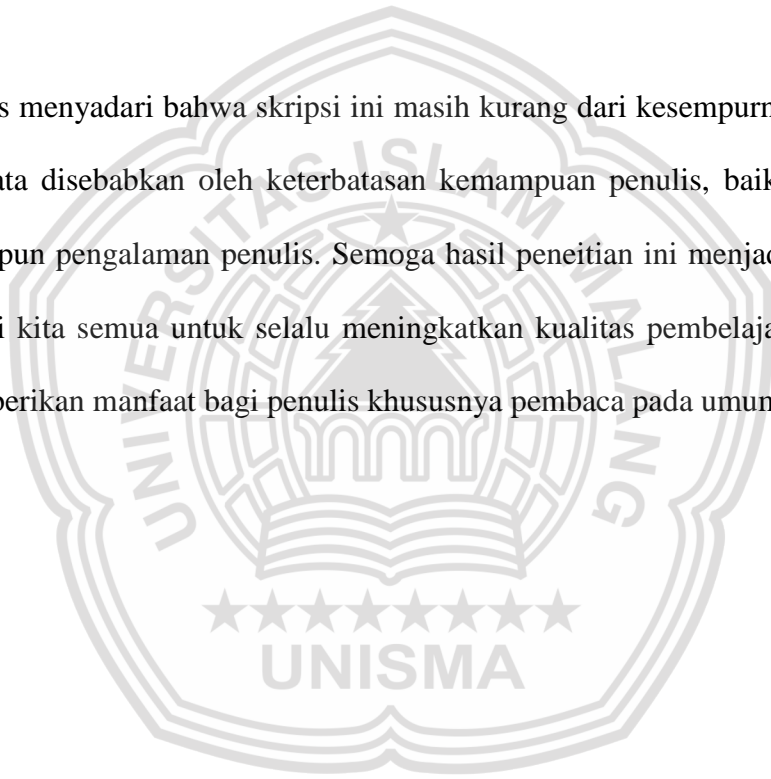 s menyadari bahwa skripsi ini masih kurang dari kesempurn
ata disebabkan oleh keterbatasan kemampuan penulis, baik
pun pengalaman penulis. Semoga hasil peneitian ini menjad
i kita semua untuk selalu meningkatkan kualitas pembelaja
berikan manfaat bagi penulis khususnya pembaca pada umun
UNIVERSITAS ISLAM MALANG
UNISMA